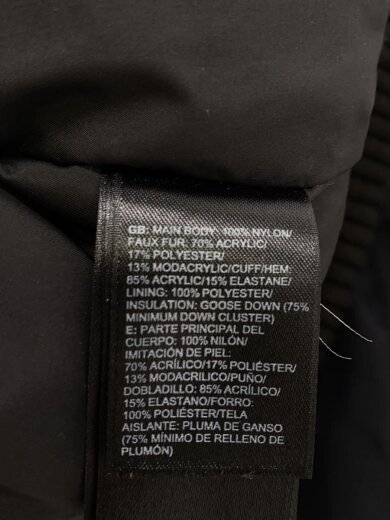 GB: MAIN BODY: 100% NYLON/
FAUX FUR: 70% ACRYLIC/
17% POLYESTER/
13% MODACRYLIC/CUFF/HEM:
85% ACRYLIC/15% ELASTANE/
LINING: 100% POLYESTER/
INSULATION: GOOSE DOWN (75%
MINIMUM DOWN CLUSTER)
E: PARTE PRINCIPAL DEL
CUERPO: 100% NILÓN/
IMITACIÓN DE PIEL:
70% ACRÍLICO/17% POLIÉSTER/
13% MODACRILICO/PUÑO/
DOBLADILLO: 85% ACRÍLICO/
15% ELASTANO/FORRO:
100% POLIÉSTER/TELA
AISLANTE: PLUMA DE GANSO
(75% MÍNIMO DE RELLENO DE
PLUMÓN)